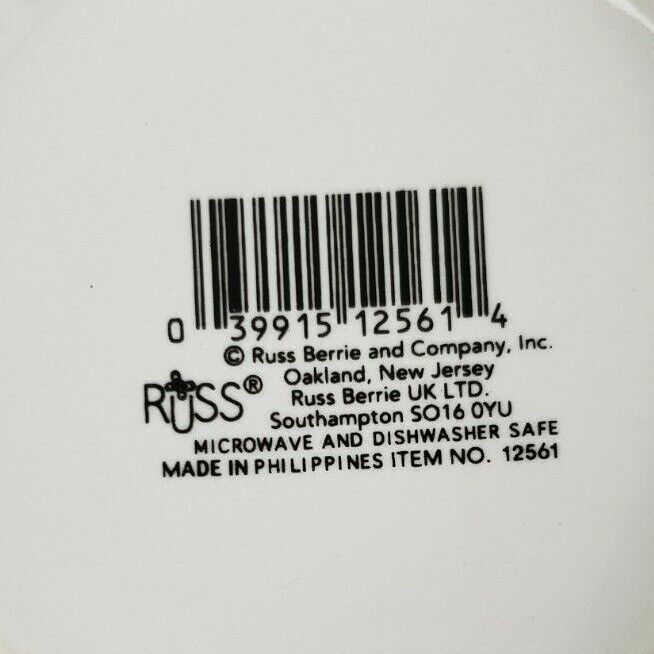 0 39915 12561 4
© Russ Berrie and Company, Inc.
Oakland, New Jersey
RUSS® Russ Berrie UK LTD.
Southampton SO16 0YU
MICROWAVE AND DISHWASHER SAFE
MADE IN PHILIPPINES ITEM NO. 12561